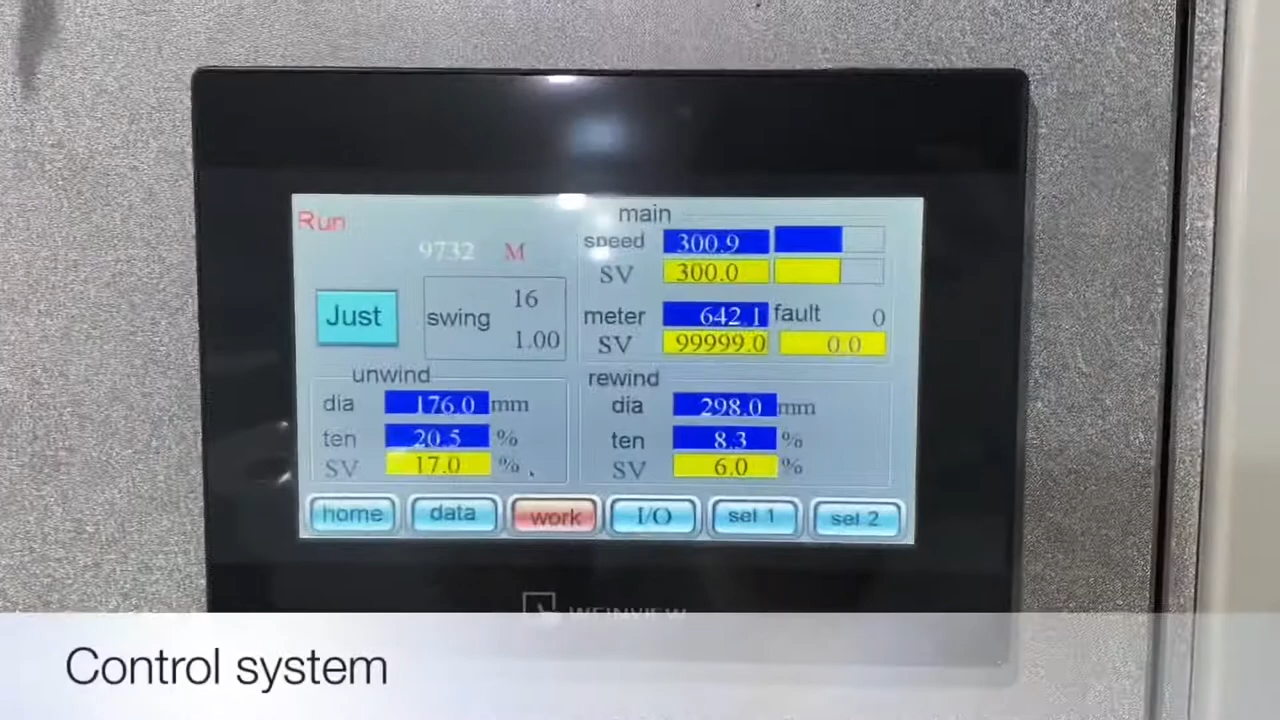 Run
9732 M
Just
swing 16
1.00
main
speed 300.9
SV 300.0
meter 642.1 fault 0
SV 99999.0 0.0
unwind
dia 176.0 mm
ten 20.5 %
SV 17.0 %
rewind
dia 298.0 mm
ten 8.3 %
SV 6.0 %
home data work I/O sel 1 sel 2
WEINVIEW
Control system